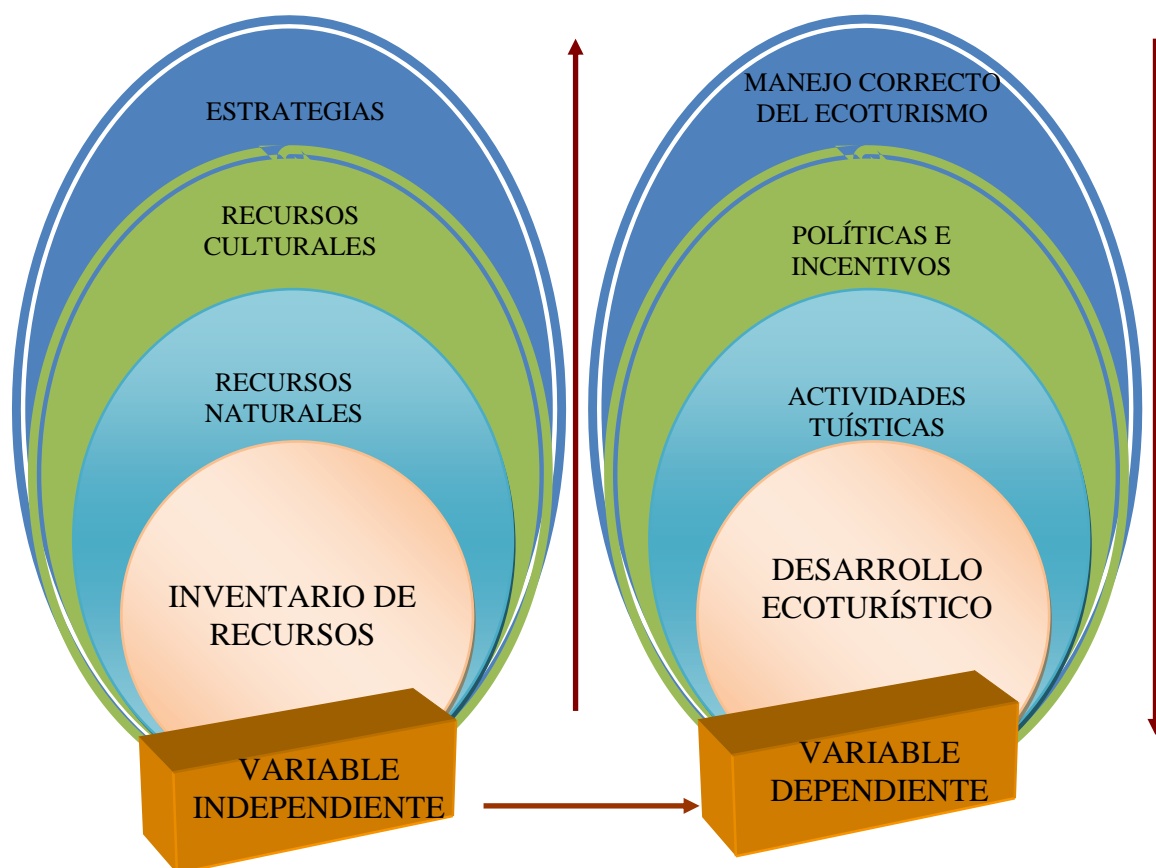 ESTRATEGIAS
RECURSOS
CULTURALES
RECURSOS
NATURALES
INVENTARIO DE
RECURSOS
VARIABLE
INDEPENDIENTE
MANEJO CORRECTO
DEL ECOTURISMO
POLÍTICAS E
INCENTIVOS
ACTIVIDADES
TUÍSTICAS
DESARROLLO
ECOTURÍSTICO
VARIABLE
DEPENDIENTE